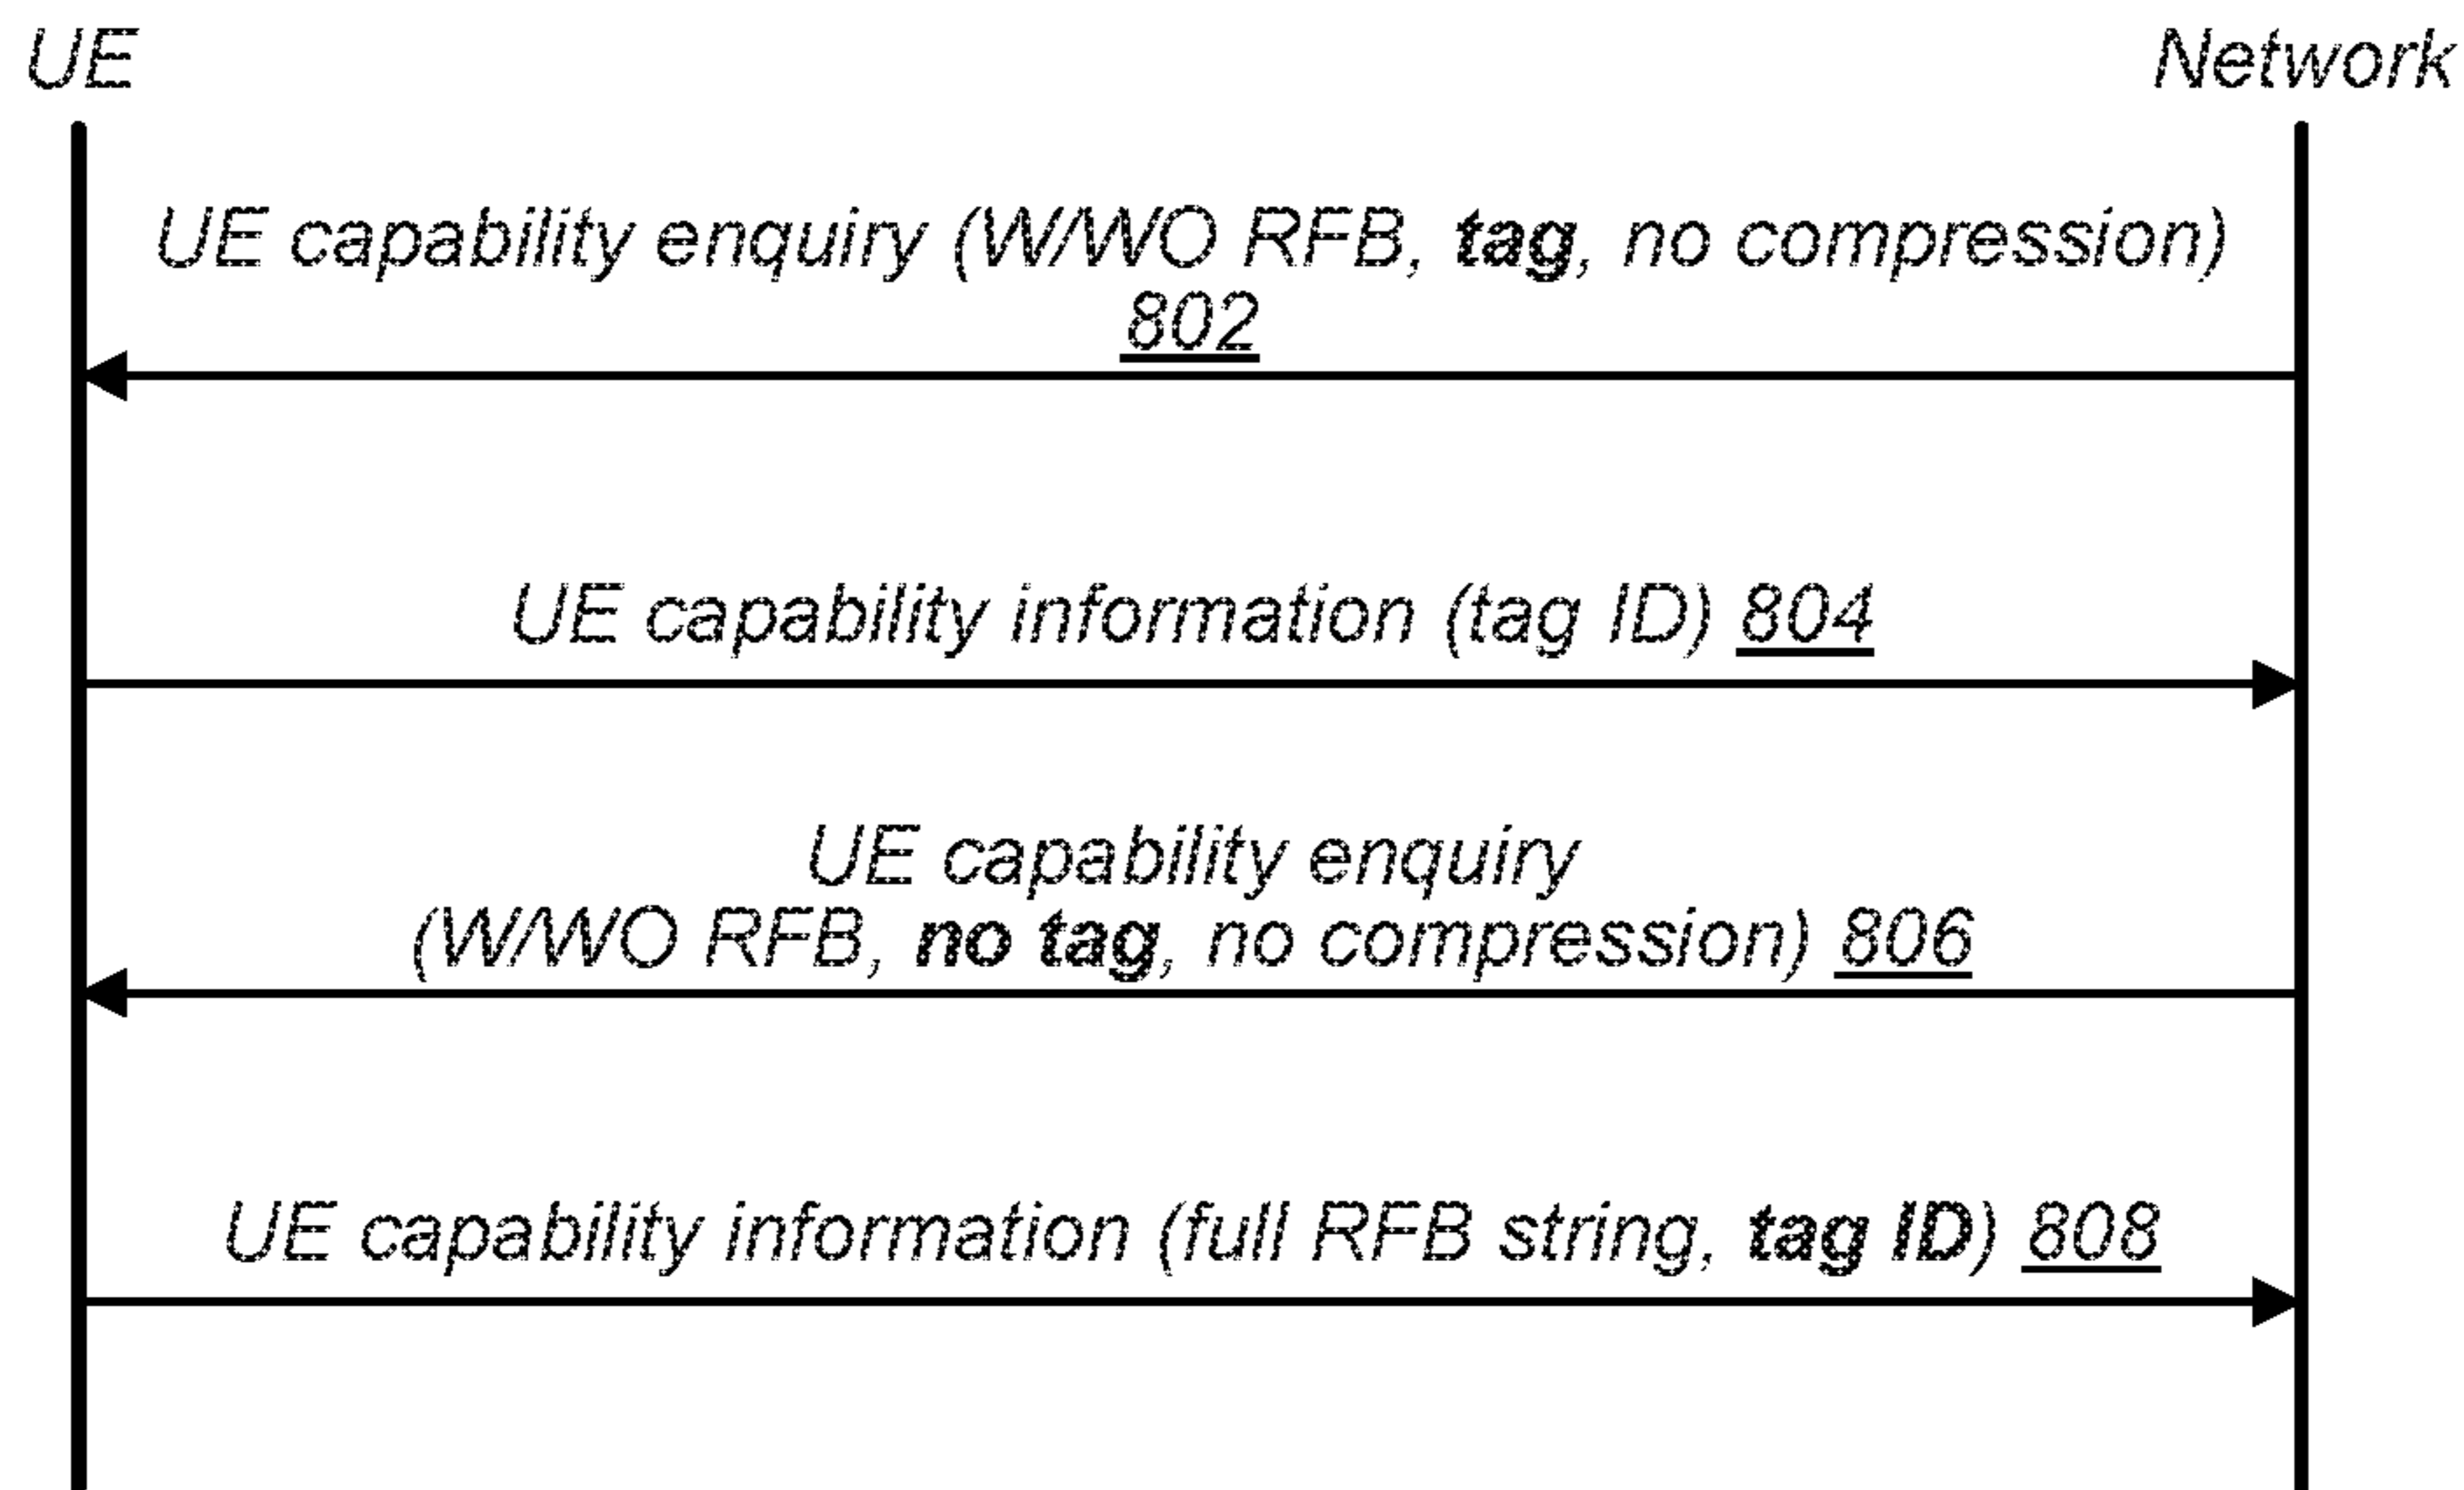 UE
Network
UE capability enquiry (W/WO RFB, tag, no compression)
802
UE capability information (tag ID) 804
UE capability enquiry
(W/WO RFB, no tag, no compression) 806
UE capability information (full RFB string, tag ID) 808